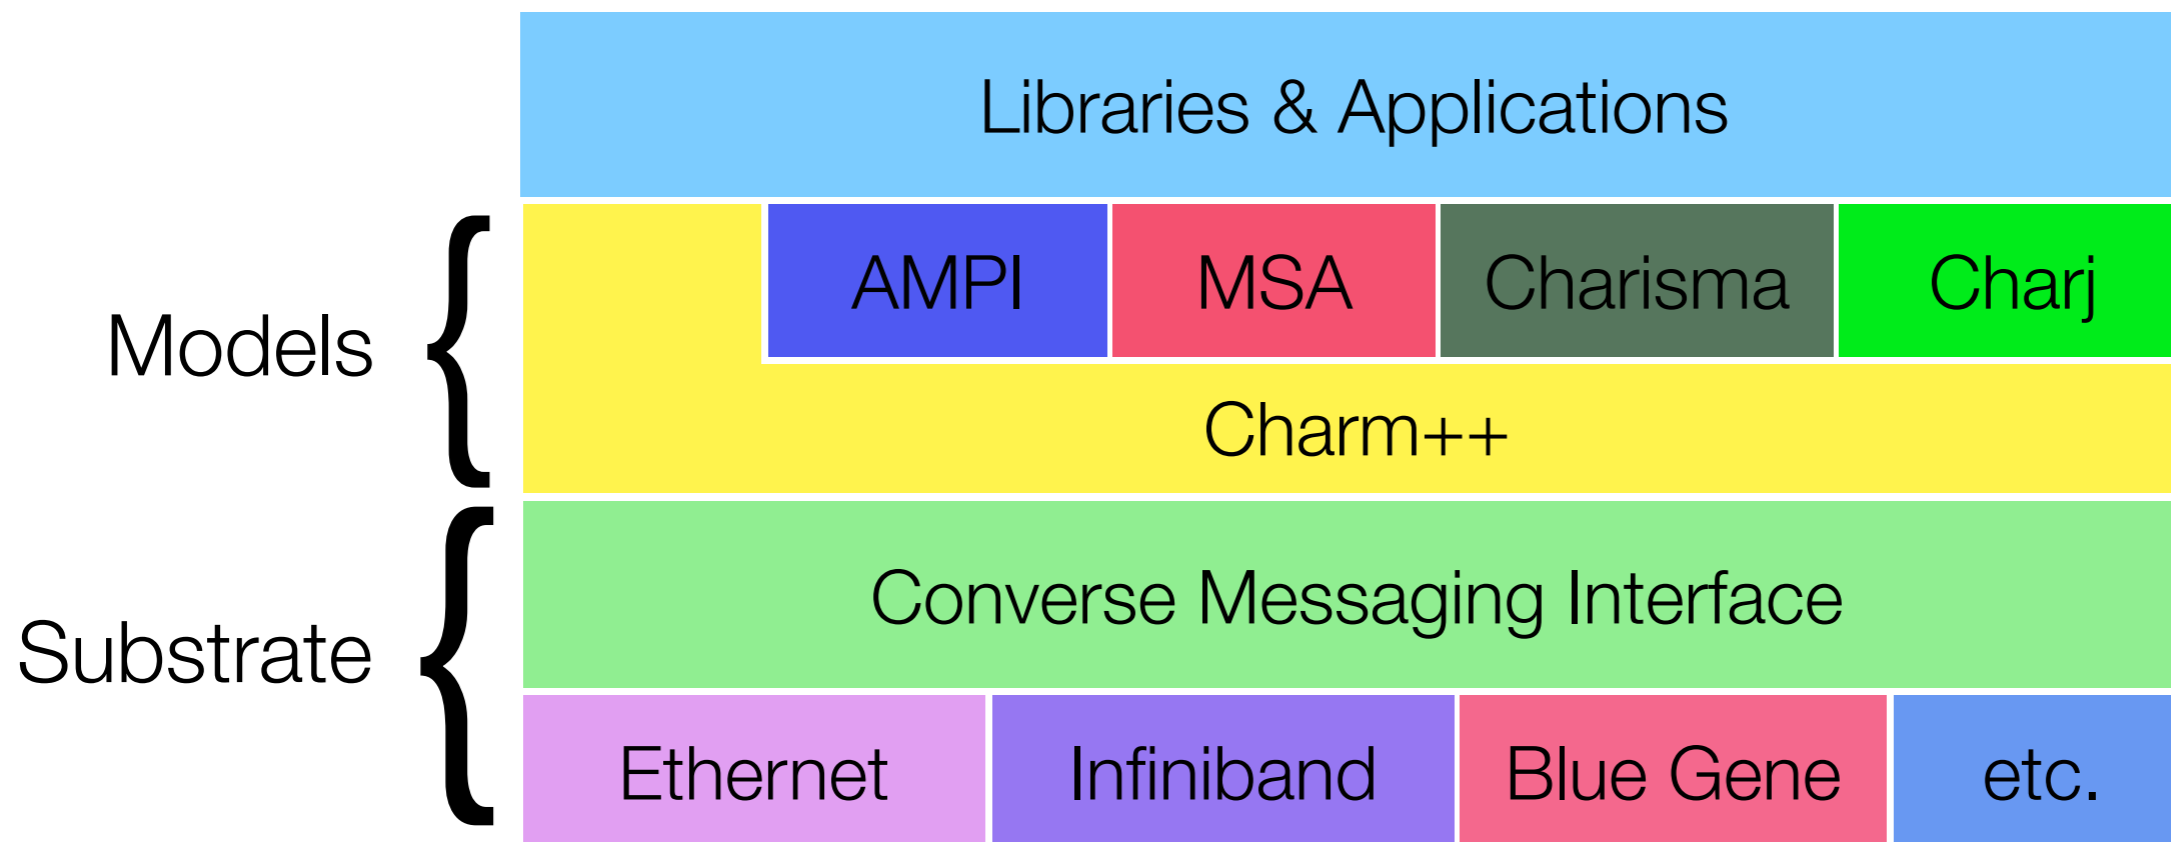 Libraries & Applications
Models
AMPI
MSA
Charisma
Charj
Charm++
Substrate
Converse Messaging Interface
Ethernet
Infiniband
Blue Gene
etc.